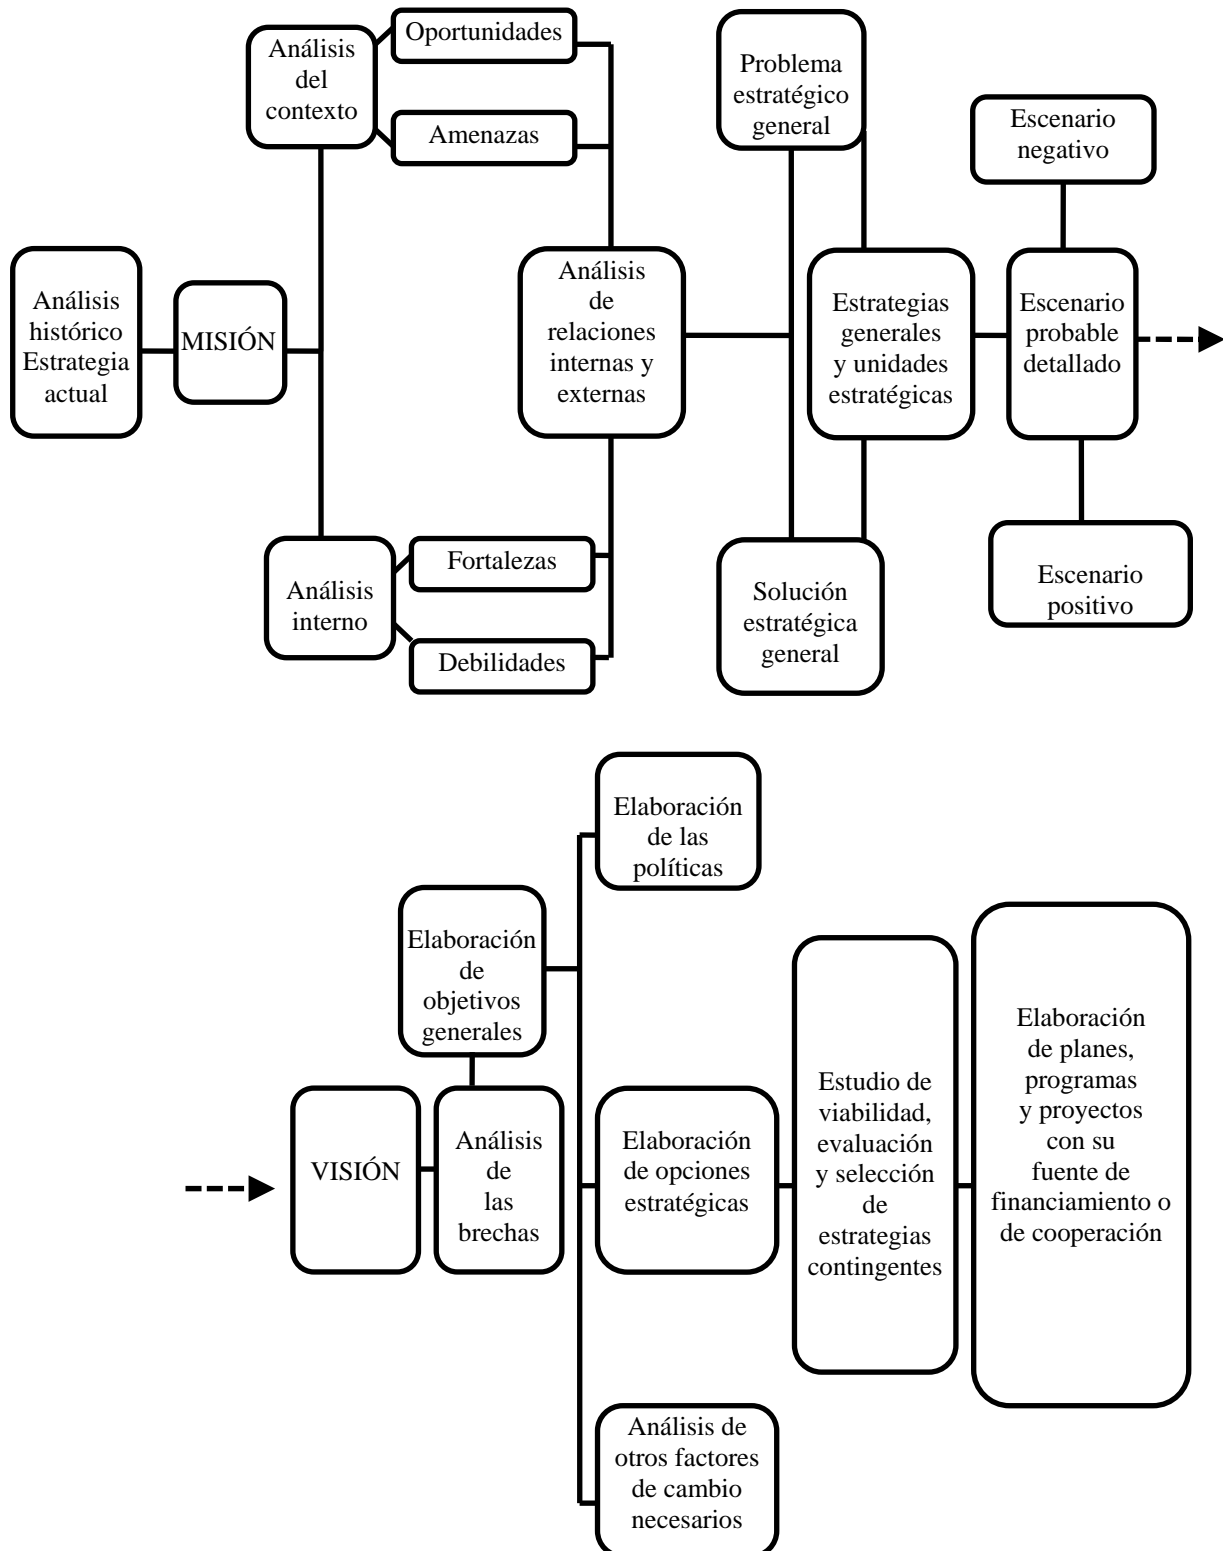 Análisis
del
contexto
Oportunidades
Amenazas
Problema
estratégico
general
Escenario
negativo
Análisis
histórico
Estrategia
actual
MISIÓN
Análisis
de
relaciones
internas y
externas
Estrategias
generales
y unidades
estratégicas
Escenario
probable
detallado
Análisis
interno
Fortalezas
Debilidades
Solución
estratégica
general
Escenario
positivo
Elaboración
de las
políticas
Elaboración
de
objetivos
generales
VISIÓN
Análisis
de
las
brechas
Elaboración
de opciones
estratégicas
Estudio de
viabilidad,
evaluación
y selección
de
estrategias
contingentes
Elaboración
de planes,
programas
y proyectos
con su
fuente de
financiamiento o
de cooperación
Análisis de
otros factores
de cambio
necesarios